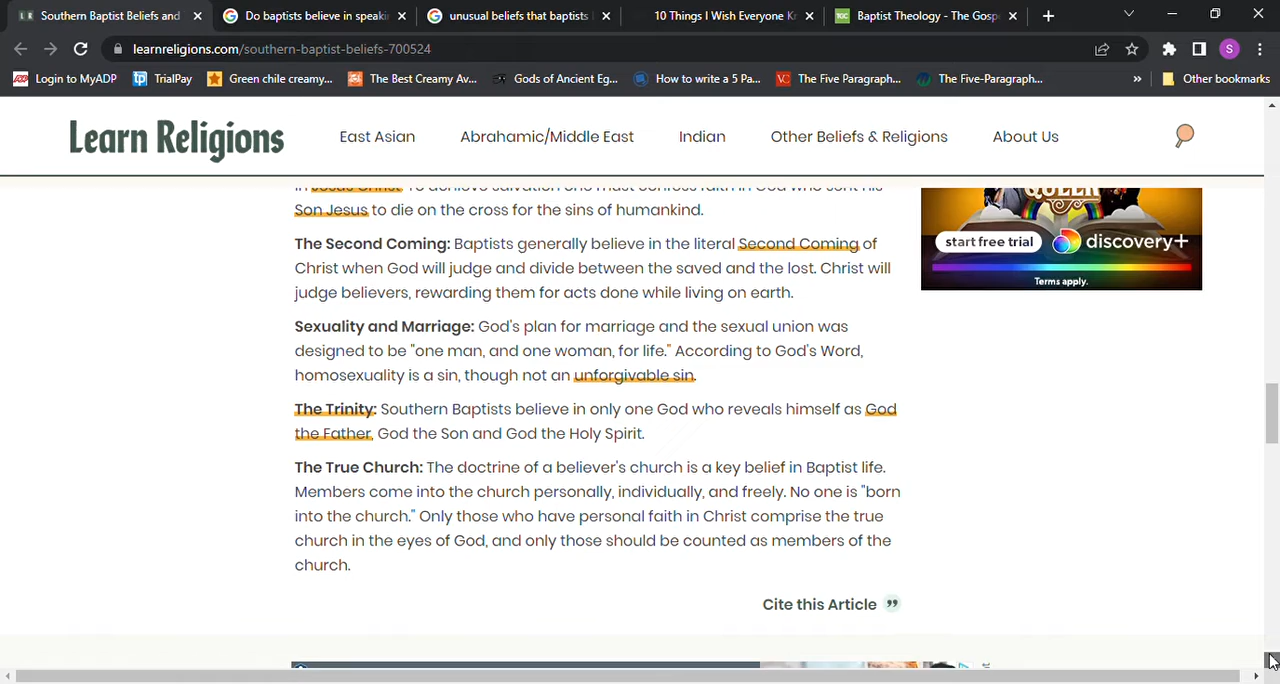 Southern Baptist Beliefs and
Do baptists believe in speaki
unusual beliefs that baptists
10 Things I Wish Everyone Kr
TGC Baptist Theology - The Gospe
learnreligions.com/southern-baptist-beliefs-700524
S
Login to MyADP
tp TrialPay
Green chile creamy...
The Best Creamy Av...
Gods of Ancient Eg...
How to write a 5 Pa...
VC The Five Paragraph...
The Five-Paragraph...
» Other bookmarks
Learn Religions
East Asian
Abrahamic/Middle East
Indian
Other Beliefs & Religions
About Us
in Jesus Christ. To achieve salvation one must confess faith in God who sent his
Son Jesus to die on the cross for the sins of humankind.
The Second Coming: Baptists generally believe in the literal Second Coming of
Christ when God will judge and divide between the saved and the lost. Christ will
judge believers, rewarding them for acts done while living on earth.
Sexuality and Marriage: God's plan for marriage and the sexual union was
designed to be "one man, and one woman, for life." According to God's Word,
homosexuality is a sin, though not an unforgivable sin.
The Trinity: Southern Baptists believe in only one God who reveals himself as God
the Father, God the Son and God the Holy Spirit.
The True Church: The doctrine of a believer's church is a key belief in Baptist life.
Members come into the church personally, individually, and freely. No one is "born
into the church." Only those who have personal faith in Christ comprise the true
church in the eyes of God, and only those should be counted as members of the
church.
Cite this Article
QUEER
start free trial
discovery+
Terms apply.